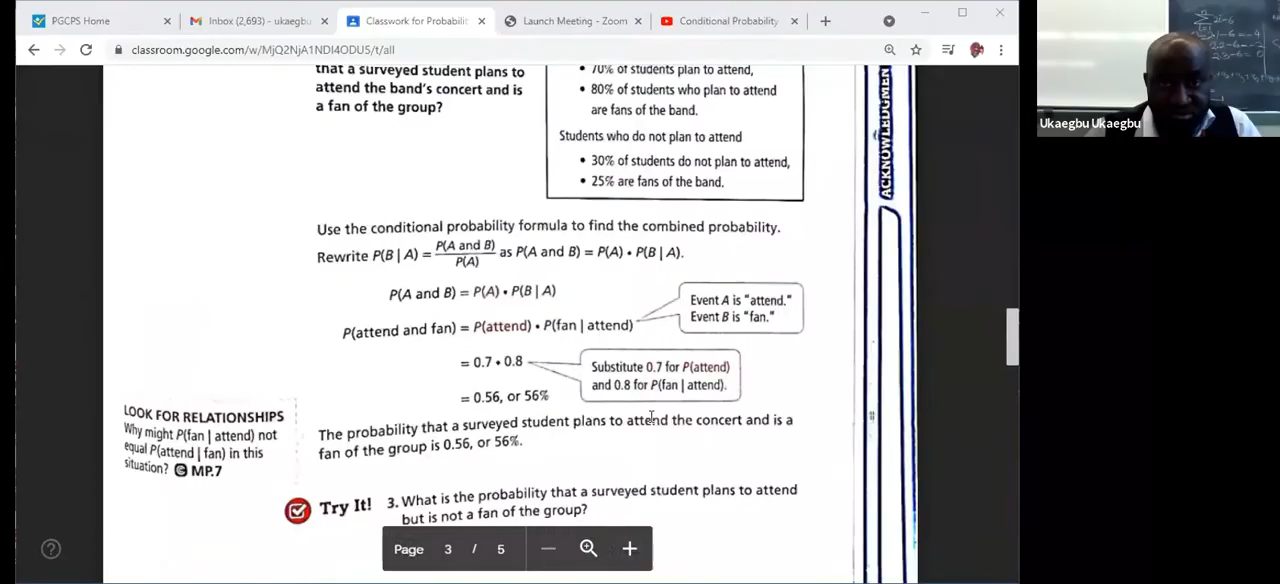 PGCPS Home
Inbox (2,693) - ukaegbu
Classwork for Probabilit
Launch Meeting - Zoom
Conditional Probability
classroom.google.com/w/MjQ2NjA1NDI4ODU5/t/all
that a surveyed student plans to
attend the band's concert and is
a fan of the group?
• 70% of students plan to attend,
• 80% of students who plan to attend
are fans of the band.
Students who do not plan to attend
• 30% of students do not plan to attend,
• 25% are fans of the band.
ACKNOWLEDGMEN
Use the conditional probability formula to find the combined probability.
Rewrite P(B | A) = P(A and B) / P(A) as P(A and B) = P(A) • P(B | A).
P(A and B) = P(A) • P(B | A)
Event A is "attend."
Event B is "fan."
P(attend and fan) = P(attend) • P(fan | attend)
= 0.7 • 0.8
Substitute 0.7 for P(attend)
and 0.8 for P(fan | attend).
= 0.56, or 56%
The probability that a surveyed student plans to attend the concert and is a
fan of the group is 0.56, or 56%.
LOOK FOR RELATIONSHIPS
Why might P(fan | attend) not
equal P(attend | fan) in this
situation? MP.7
Try It! 3. What is the probability that a surveyed student plans to attend
but is not a fan of the group?
Page 3 / 5
Ukaegbu Ukaegbu